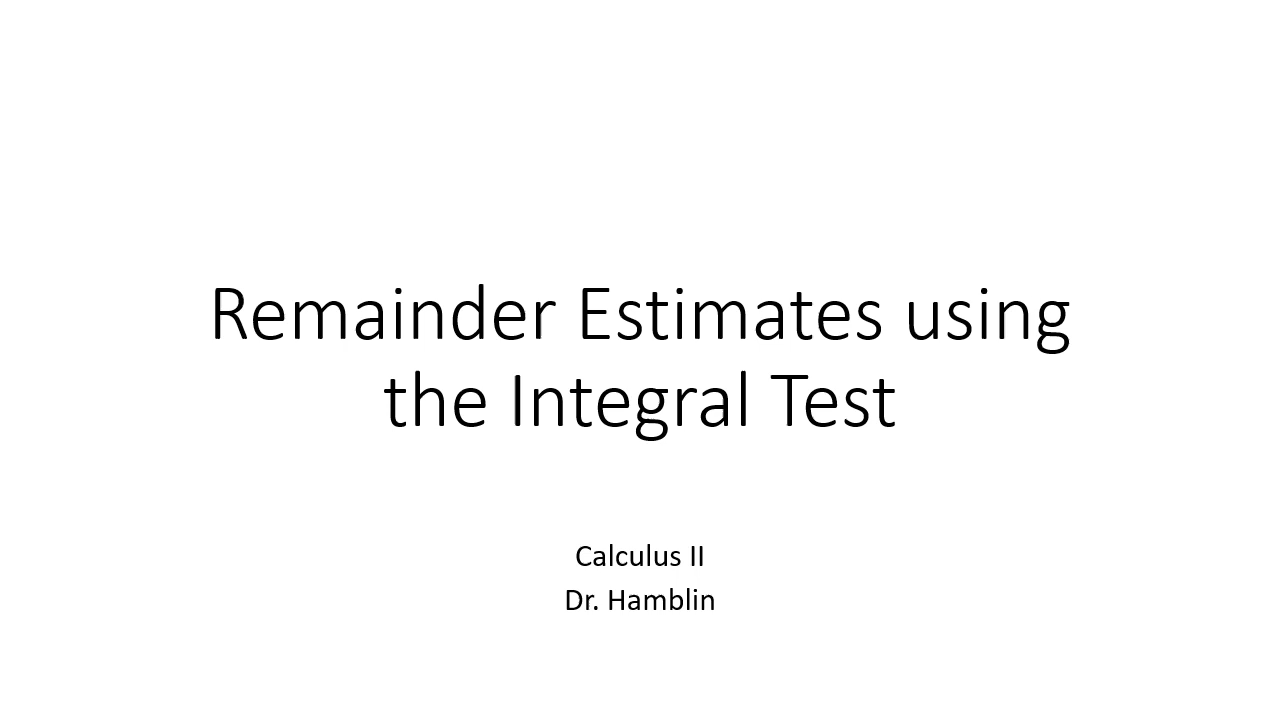 Remainder Estimates using
the Integral Test
Calculus II
Dr. Hamblin